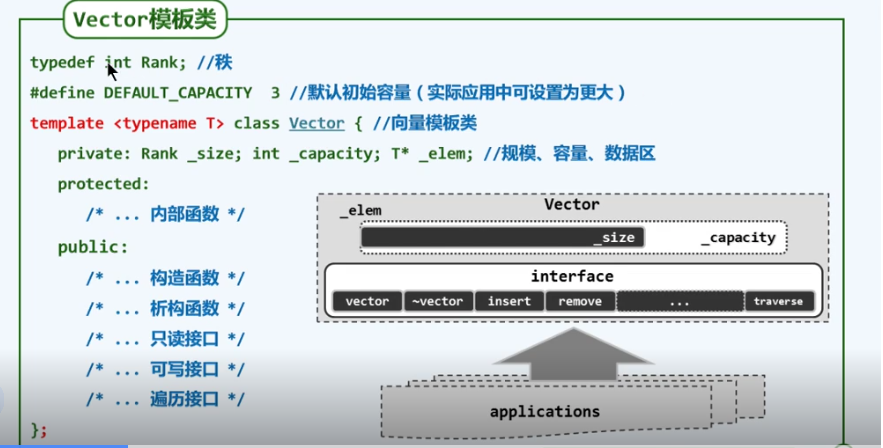 Vector模板类
typedef int Rank; //秩
#define DEFAULT_CAPACITY 3 //默认初始容量（实际应用中可设置为更大）
template <typename T> class Vector { //向量模板类
private: Rank _size; int _capacity; T* _elem; //规模、容量、数据区
protected:
/* ... 内部函数 */
public:
/* ... 构造函数 */
/* ... 析构函数 */
/* ... 只读接口 */
/* ... 可写接口 */
/* ... 遍历接口 */
};
Vector
_elem
_size _capacity
interface
vector ~vector insert remove ... traverse
applications